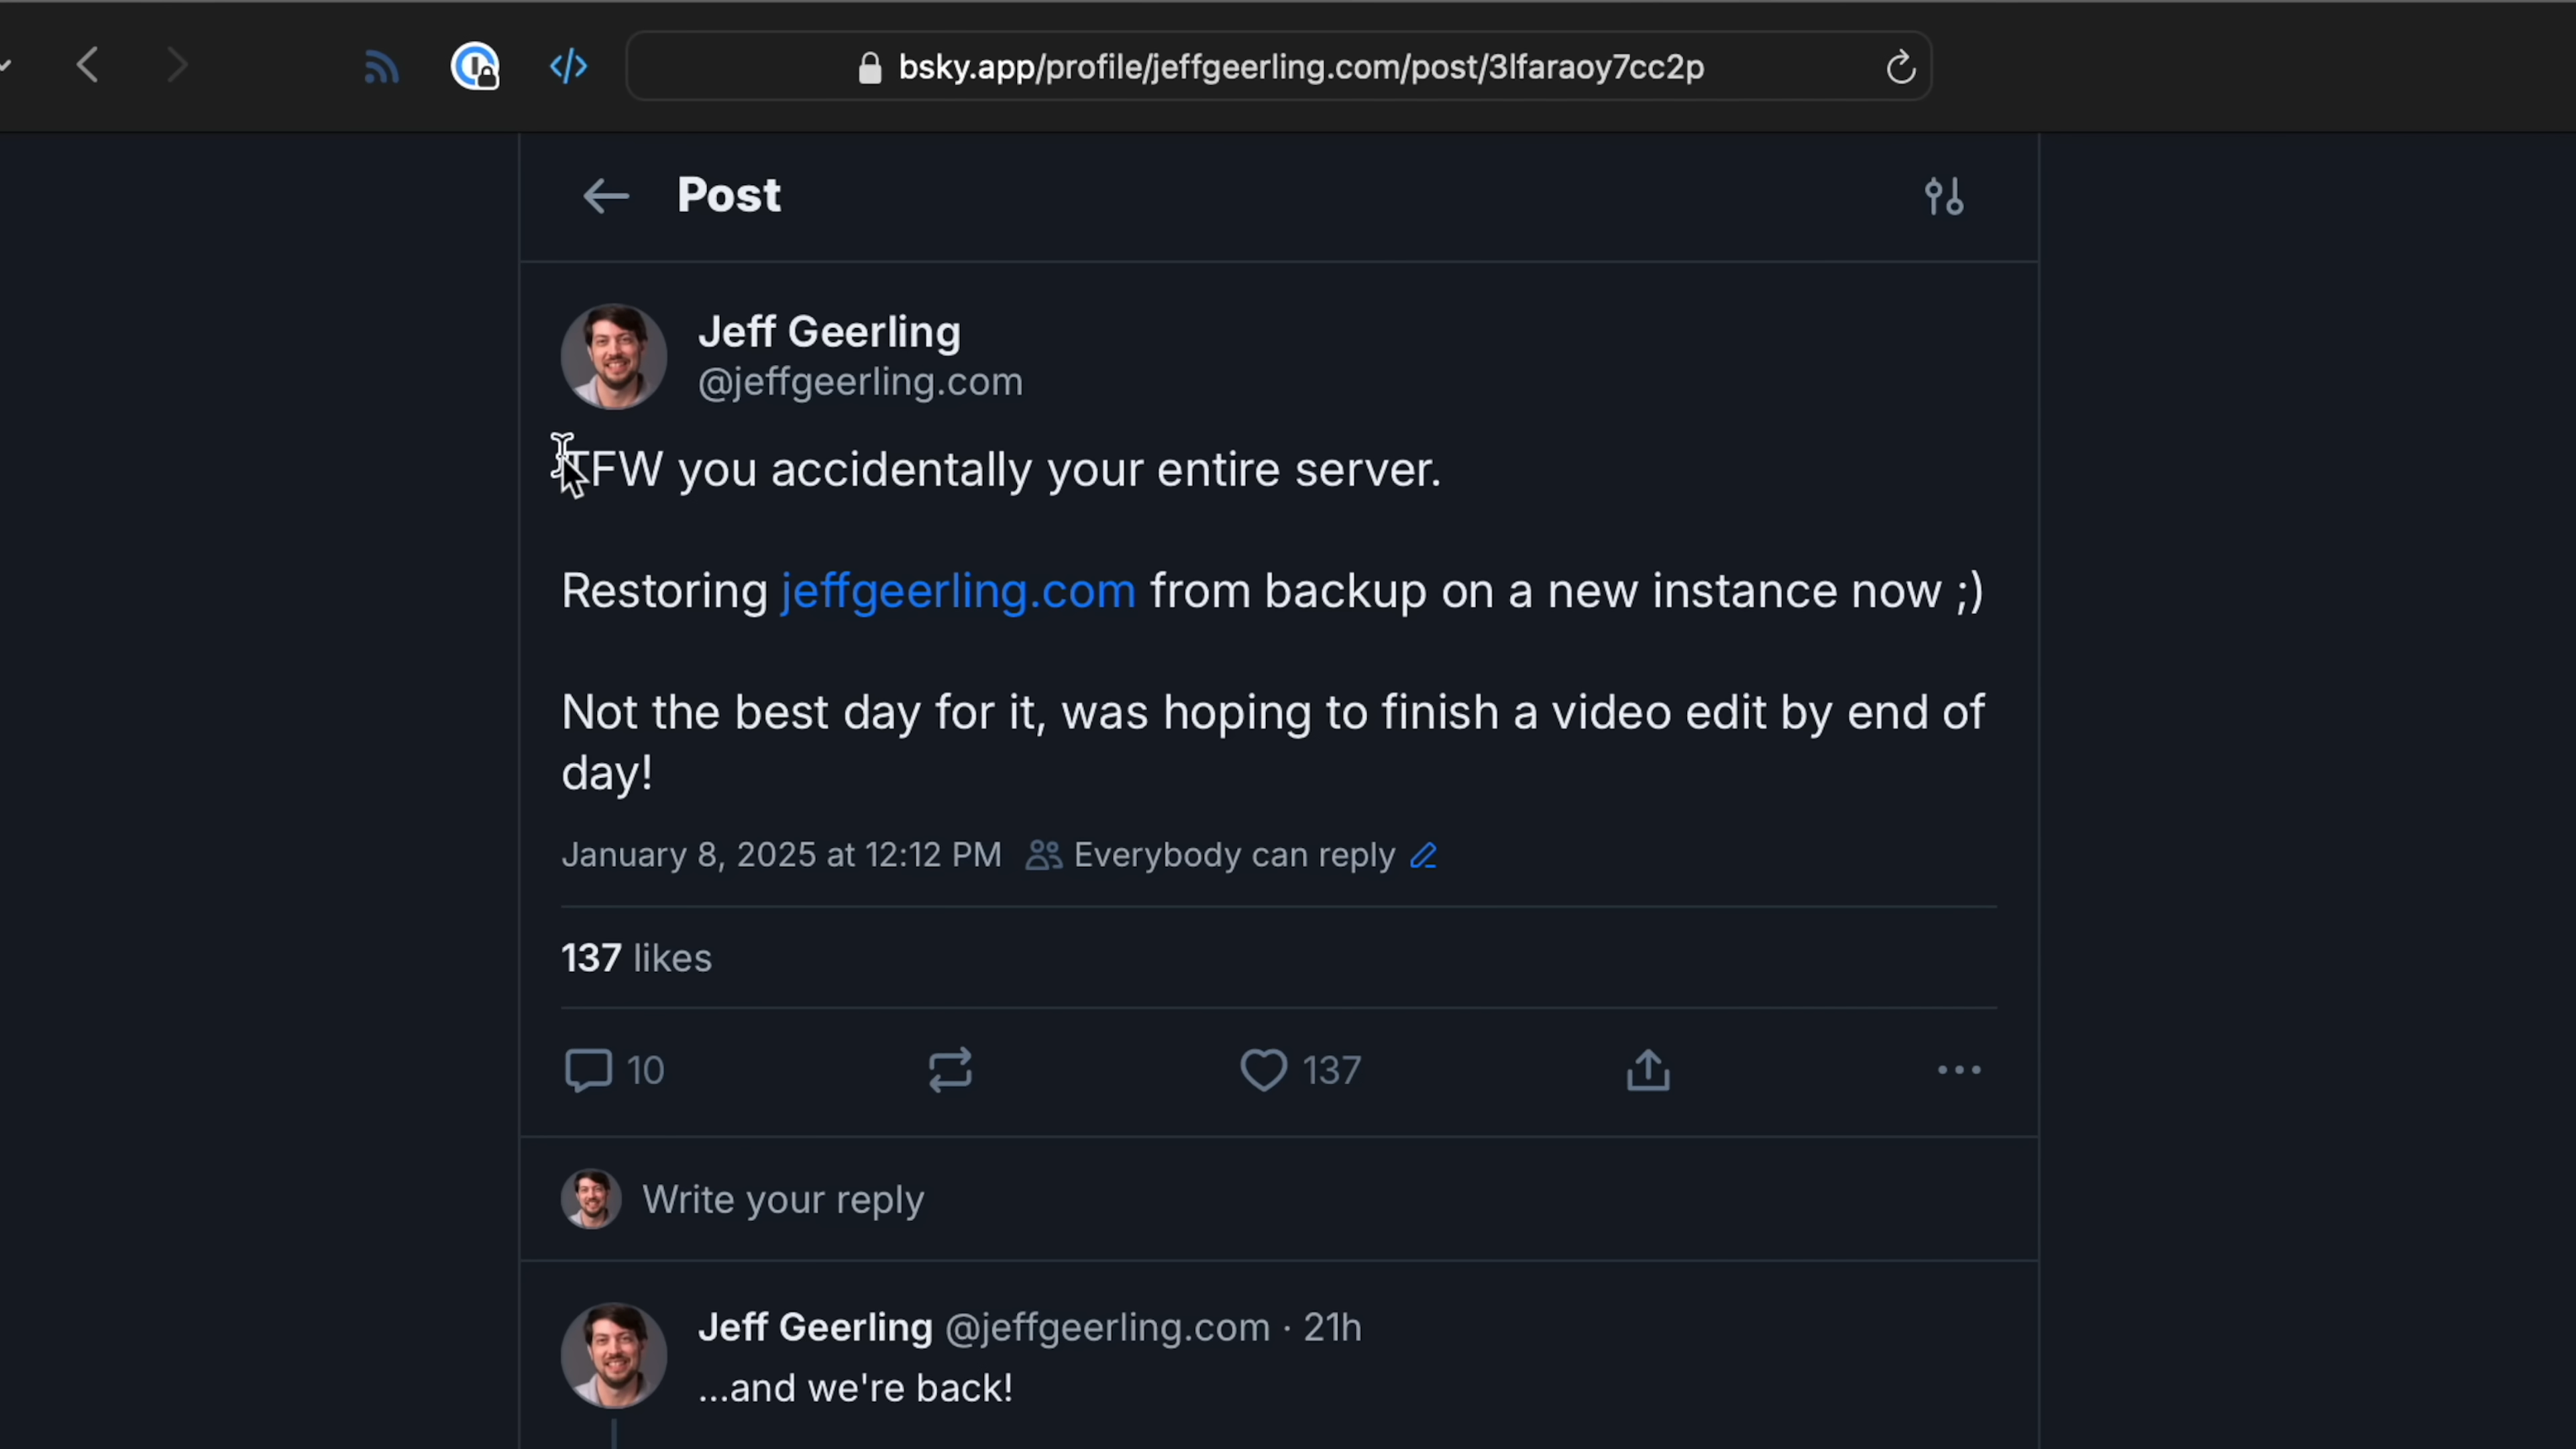 bsky.app/profile/jeffgeerling.com/post/3lfaraoy7cc2p
Post
Jeff Geerling
@jeffgeerling.com
TFW you accidentally your entire server.
Restoring jeffgeerling.com from backup on a new instance now ;)
Not the best day for it, was hoping to finish a video edit by end of
day!
January 8, 2025 at 12:12 PM Everybody can reply
137 likes
10 137
Write your reply
Jeff Geerling @jeffgeerling.com · 21h
...and we're back!